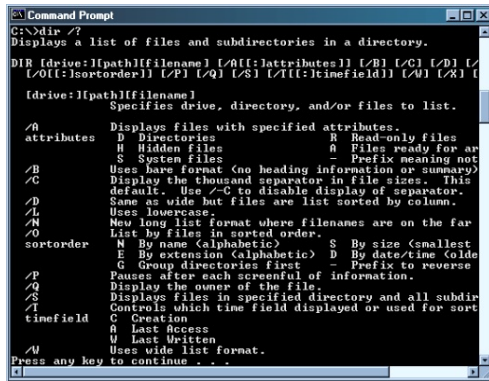 Command Prompt
C:\>dir /?
Displays a list of files and subdirectories in a directory.
DIR [drive:][path][filename] [/A[[:]attributes]] [/B] [/C] [/D] [/
[/O[[:]sortorder]] [/P] [/Q] [/S] [/T[[:]timefield]] [/W] [/X] [
[drive:][path][filename]
Specifies drive, directory, and/or files to list.
/A Displays files with specified attributes.
attributes D Directories R Read-only files
H Hidden files A Files ready for ar
S System files - Prefix meaning not
/B Uses bare format (no heading information or summary)
/C Display the thousand separator in file sizes. This
default. Use /-C to disable display of separator.
/D Same as wide but files are list sorted by column.
/L Uses lowercase.
/N New long list format where filenames are on the far
/O List by files in sorted order.
sortorder N By name (alphabetic) S By size (smallest
E By extension (alphabetic) D By date/time (olde
G Group directories first - Prefix to reverse
/P Pauses after each screenful of information.
/Q Display the owner of the file.
/S Displays files in specified directory and all subdir
/T Controls which time field displayed or used for sort
timefield C Creation
A Last Access
W Last Written
/W Uses wide list format.
Press any key to continue . . .